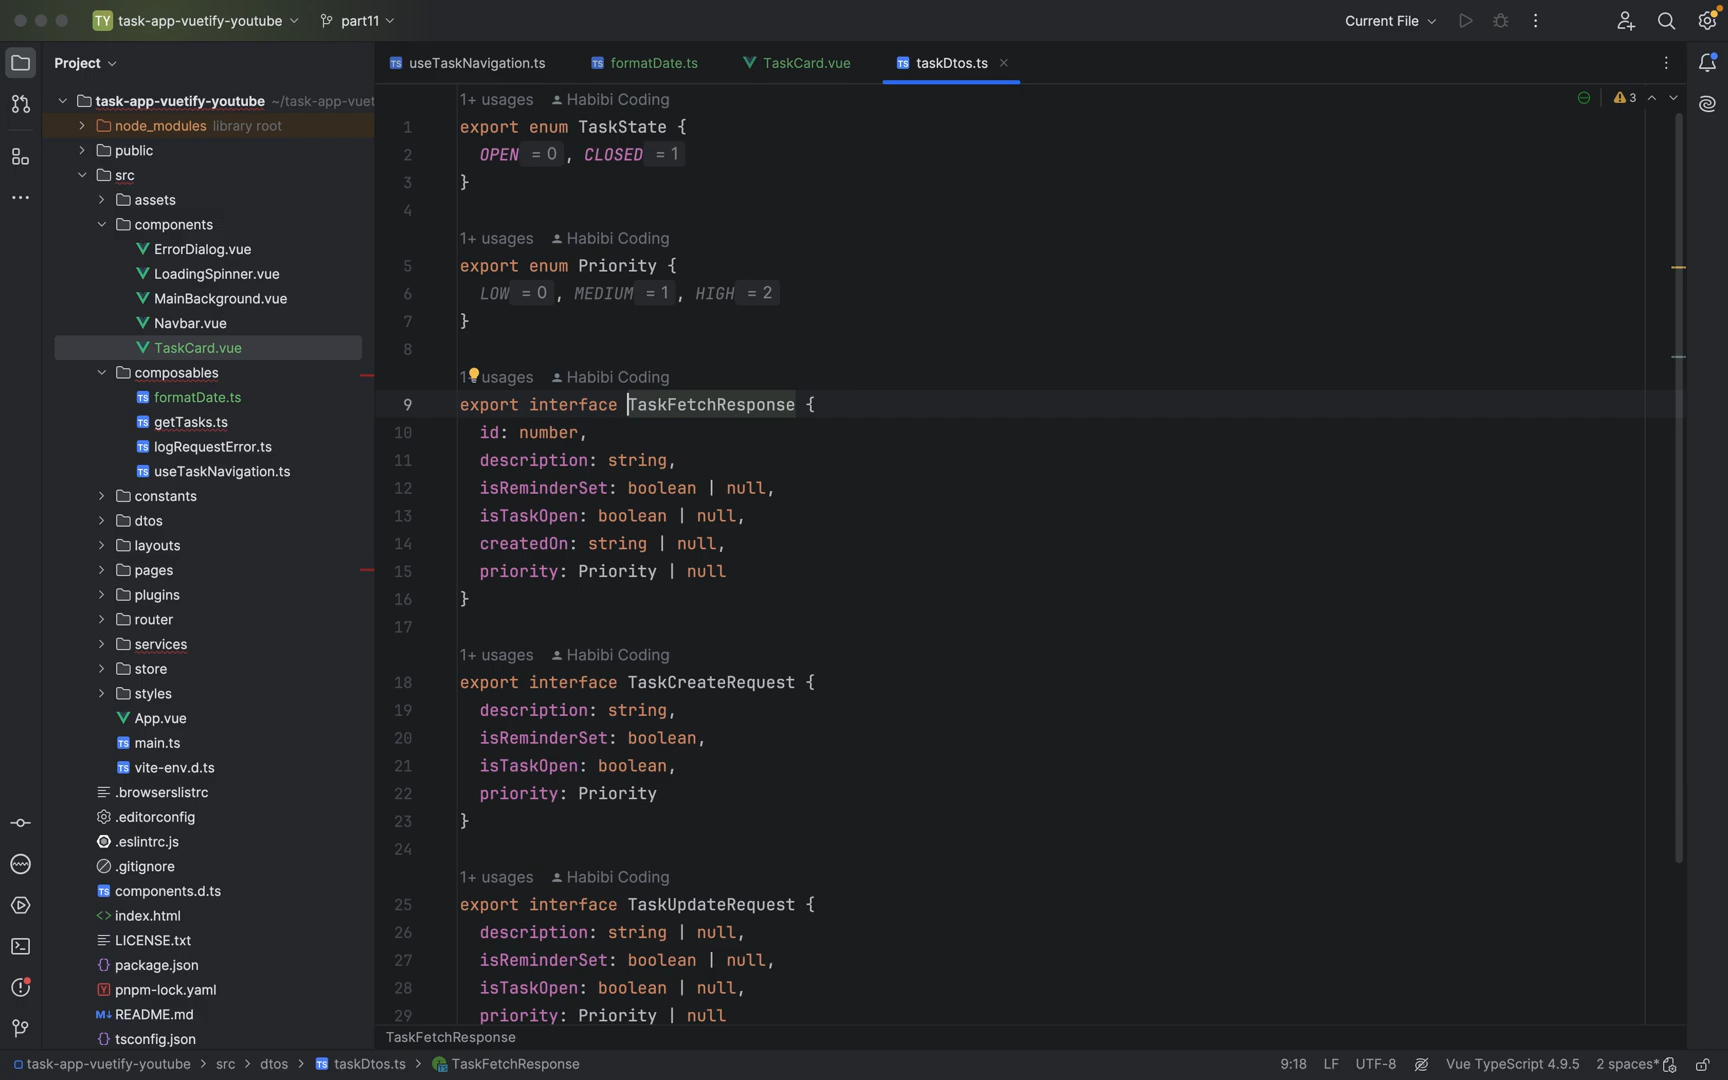 TY task-app-vuetify-youtube part11 Current File
Project
useTaskNavigation.ts formatDate.ts TaskCard.vue taskDtos.ts
task-app-vuetify-youtube ~/task-app-vuet
node_modules library root
public
src
assets
components
ErrorDialog.vue
LoadingSpinner.vue
MainBackground.vue
Navbar.vue
TaskCard.vue
composables
formatDate.ts
getTasks.ts
logRequestError.ts
useTaskNavigation.ts
constants
dtos
layouts
pages
plugins
router
services
store
styles
App.vue
main.ts
vite-env.d.ts
.browserslistrc
.editorconfig
.eslintrc.js
.gitignore
components.d.ts
index.html
LICENSE.txt
package.json
pnpm-lock.yaml
README.md
tsconfig.json
3
1+ usages Habibi Coding
1 export enum TaskState {
2 OPEN = 0 , CLOSED = 1
3 }
4
1+ usages Habibi Coding
5 export enum Priority {
6 LOW = 0 , MEDIUM = 1 , HIGH = 2
7 }
8
1 usages Habibi Coding
9 export interface TaskFetchResponse {
10 id: number,
11 description: string,
12 isReminderSet: boolean | null,
13 isTaskOpen: boolean | null,
14 createdOn: string | null,
15 priority: Priority | null
16 }
17
1+ usages Habibi Coding
18 export interface TaskCreateRequest {
19 description: string,
20 isReminderSet: boolean,
21 isTaskOpen: boolean,
22 priority: Priority
23 }
24
1+ usages Habibi Coding
25 export interface TaskUpdateRequest {
26 description: string | null,
27 isReminderSet: boolean | null,
28 isTaskOpen: boolean | null,
29 priority: Priority | null
TaskFetchResponse
task-app-vuetify-youtube > src > dtos > taskDtos.ts > TaskFetchResponse 9:18 LF UTF-8 Vue TypeScript 4.9.5 2 spaces*